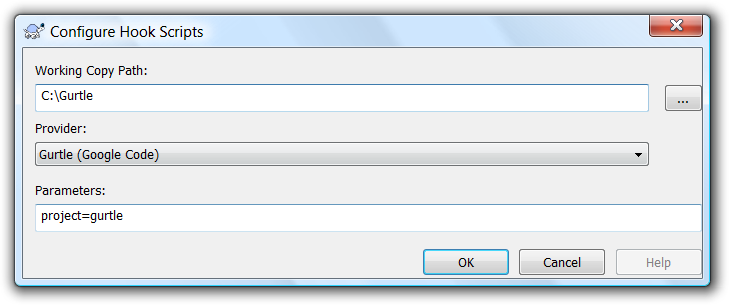 Configure Hook Scripts
Working Copy Path:
C:\Gurtle
...
Provider:
Gurtle (Google Code)
Parameters:
project=gurtle
OK
Cancel
Help